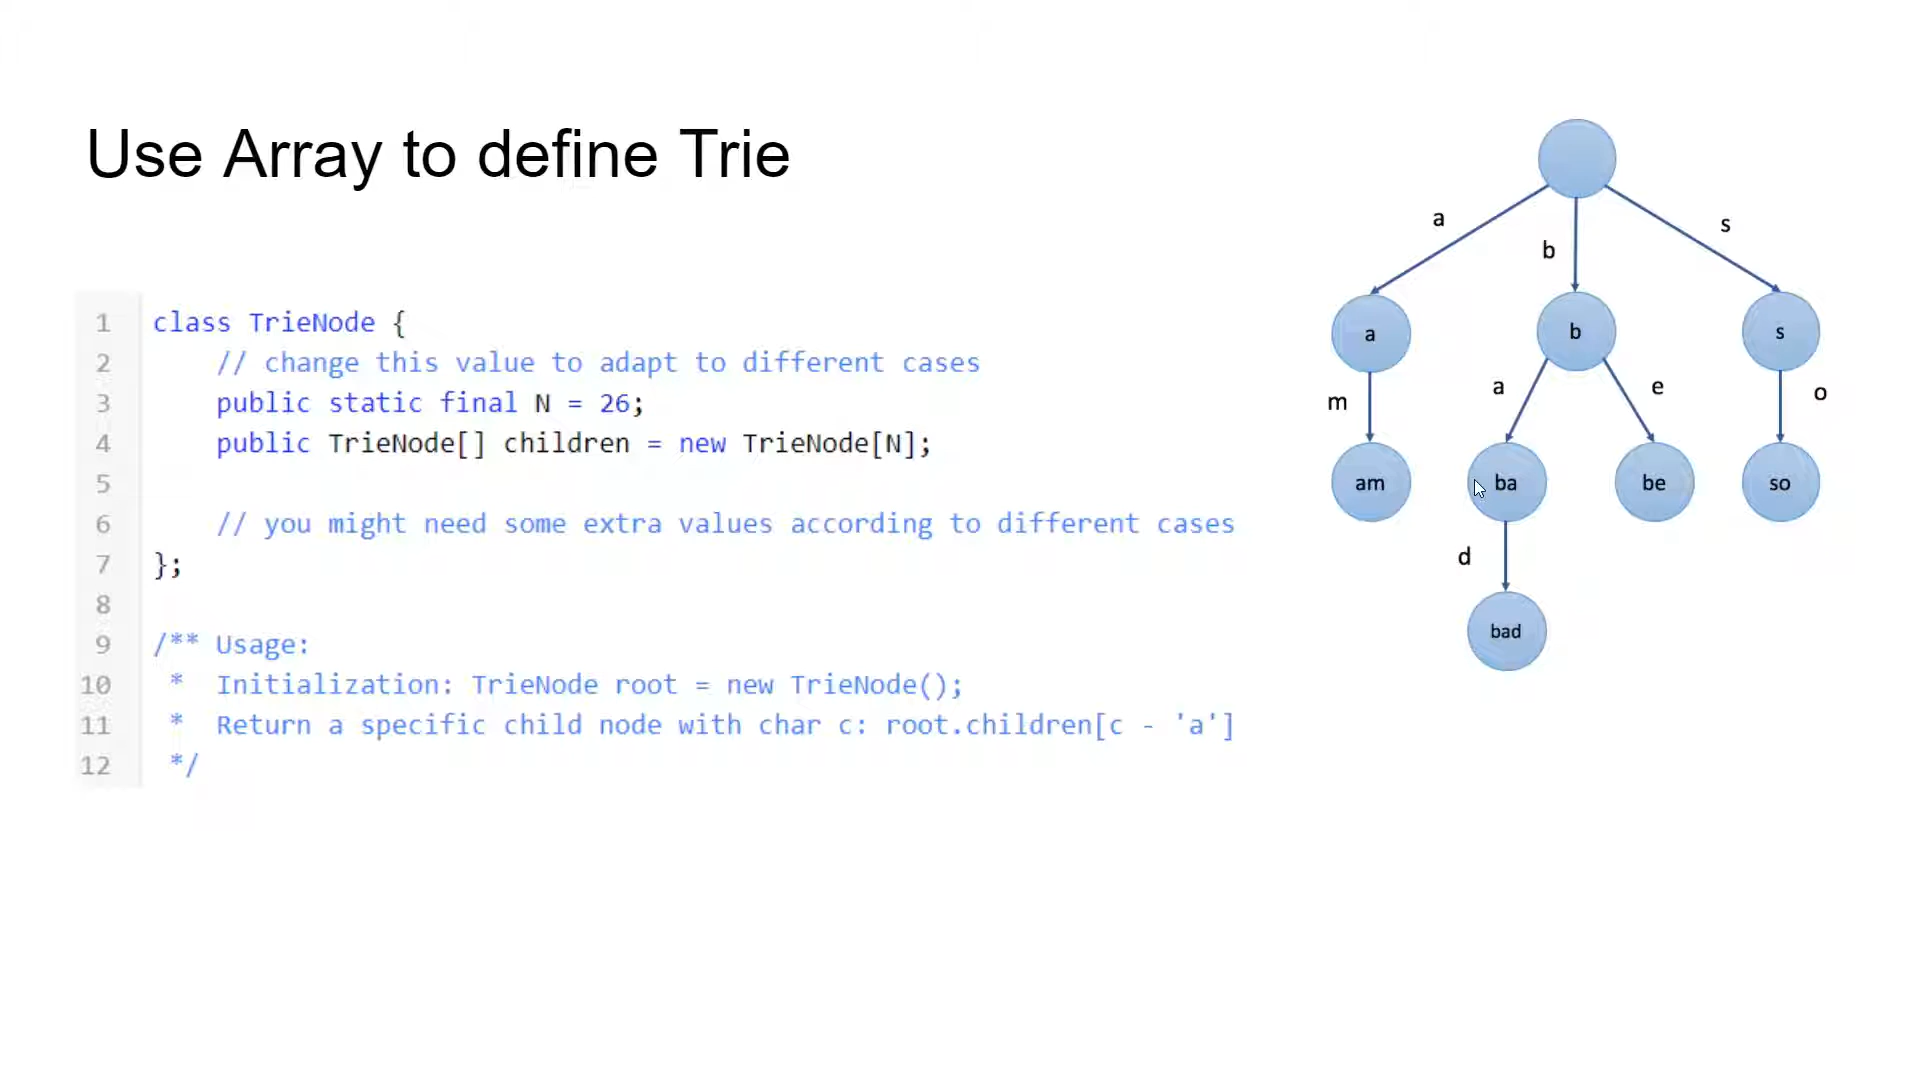 Use Array to define Trie
1 class TrieNode {
2 // change this value to adapt to different cases
3 public static final N = 26;
4 public TrieNode[] children = new TrieNode[N];
5
6 // you might need some extra values according to different cases
7 };
8
9 /** Usage:
10 * Initialization: TrieNode root = new TrieNode();
11 * Return a specific child node with char c: root.children[c - 'a']
12 */
a
b
s
a
b
s
m
a
e
o
am
ba
be
so
d
bad